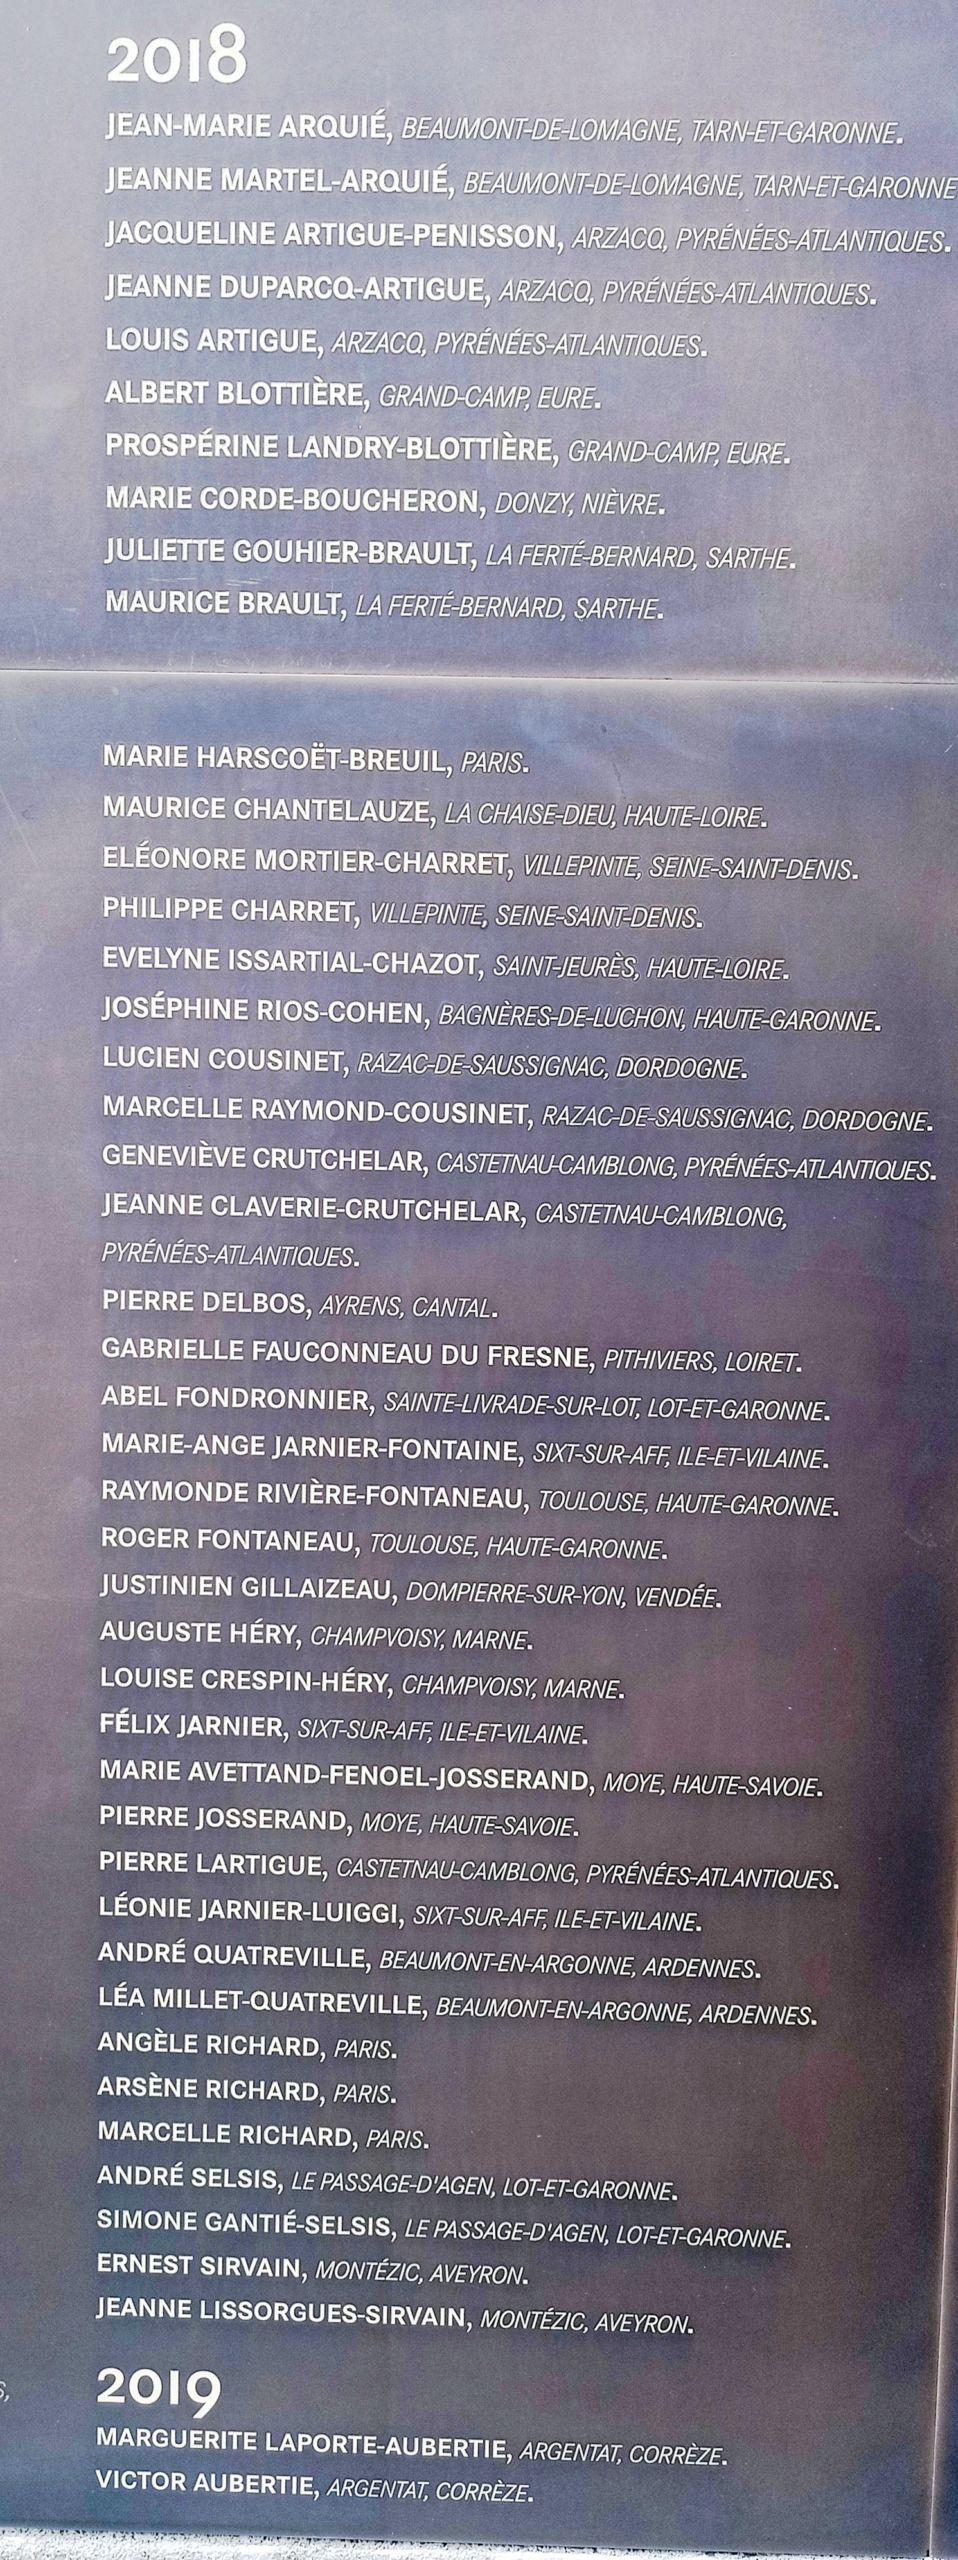 2018
JEAN-MARIE ARQUIÉ, BEAUMONT-DE-LOMAGNE, TARN-ET-GARONNE.
JEANNE MARTEL-ARQUIÉ, BEAUMONT-DE-LOMAGNE, TARN-ET-GARONNE
JACQUELINE ARTIGUE-PENISSON, ARZACQ, PYRÉNÉES-ATLANTIQUES.
JEANNE DUPARCQ-ARTIGUE, ARZACQ, PYRÉNÉES-ATLANTIQUES.
LOUIS ARTIGUE, ARZACQ, PYRÉNÉES-ATLANTIQUES.
ALBERT BLOTTIÈRE, GRAND-CAMP, EURE.
PROSPÉRINE LANDRY-BLOTTIÈRE, GRAND-CAMP, EURE.
MARIE CORDE-BOUCHERON, DONZY, NIÈVRE.
JULIETTE GOUHIER-BRAULT, LA FERTÉ-BERNARD, SARTHE.
MAURICE BRAULT, LA FERTÉ-BERNARD, SARTHE.
MARIE HARSCOËT-BREUIL, PARIS.
MAURICE CHANTELAUZE, LA CHAISE-DIEU, HAUTE-LOIRE.
ELÉONORE MORTIER-CHARRET, VILLEPINTE, SEINE-SAINT-DENIS.
PHILIPPE CHARRET, VILLEPINTE, SEINE-SAINT-DENIS.
EVELYNE ISSARTIAL-CHAZOT, SAINT-JEURÈS, HAUTE-LOIRE.
JOSÉPHINE RIOS-COHEN, BAGNÈRES-DE-LUCHON, HAUTE-GARONNE.
LUCIEN COUSINET, RAZAC-DE-SAUSSIGNAC, DORDOGNE.
MARCELLE RAYMOND-COUSINET, RAZAC-DE-SAUSSIGNAC, DORDOGNE.
GENEVIÈVE CRUTCHELAR, CASTETNAU-CAMBLONG, PYRÉNÉES-ATLANTIQUES.
JEANNE CLAVERIE-CRUTCHELAR, CASTETNAU-CAMBLONG,
PYRÉNÉES-ATLANTIQUES.
PIERRE DELBOS, AYRENS, CANTAL.
GABRIELLE FAUCONNEAU DU FRESNE, PITHIVIERS, LOIRET.
ABEL FONDRONNIER, SAINTE-LIVRADE-SUR-LOT, LOT-ET-GARONNE.
MARIE-ANGE JARNIER-FONTAINE, SIXT-SUR-AFF, ILE-ET-VILAINE.
RAYMONDE RIVIÈRE-FONTANEAU, TOULOUSE, HAUTE-GARONNE.
ROGER FONTANEAU, TOULOUSE, HAUTE-GARONNE.
JUSTINIEN GILLAIZEAU, DOMPIERRE-SUR-YON, VENDÉE.
AUGUSTE HÉRY, CHAMPVOISY, MARNE.
LOUISE CRESPIN-HÉRY, CHAMPVOISY, MARNE.
FÉLIX JARNIER, SIXT-SUR-AFF, ILE-ET-VILAINE.
MARIE AVETTAND-FENOEL-JOSSERAND, MOYE, HAUTE-SAVOIE.
PIERRE JOSSERAND, MOYE, HAUTE-SAVOIE.
PIERRE LARTIGUE, CASTETNAU-CAMBLONG, PYRÉNÉES-ATLANTIQUES.
LÉONIE JARNIER-LUIGGI, SIXT-SUR-AFF, ILE-ET-VILAINE.
ANDRÉ QUATREVILLE, BEAUMONT-EN-ARGONNE, ARDENNES.
LÉA MILLET-QUATREVILLE, BEAUMONT-EN-ARGONNE, ARDENNES.
ANGÈLE RICHARD, PARIS.
ARSÈNE RICHARD, PARIS.
MARCELLE RICHARD, PARIS.
ANDRÉ SELSIS, LE PASSAGE-D'AGEN, LOT-ET-GARONNE.
SIMONE GANTIÉ-SELSIS, LE PASSAGE-D'AGEN, LOT-ET-GARONNE.
ERNEST SIRVAIN, MONTÉZIC, AVEYRON.
JEANNE LISSORGUES-SIRVAIN, MONTÉZIC, AVEYRON.
2019
MARGUERITE LAPORTE-AUBERTIE, ARGENTAT, CORRÈZE.
VICTOR AUBERTIE, ARGENTAT, CORRÈZE.